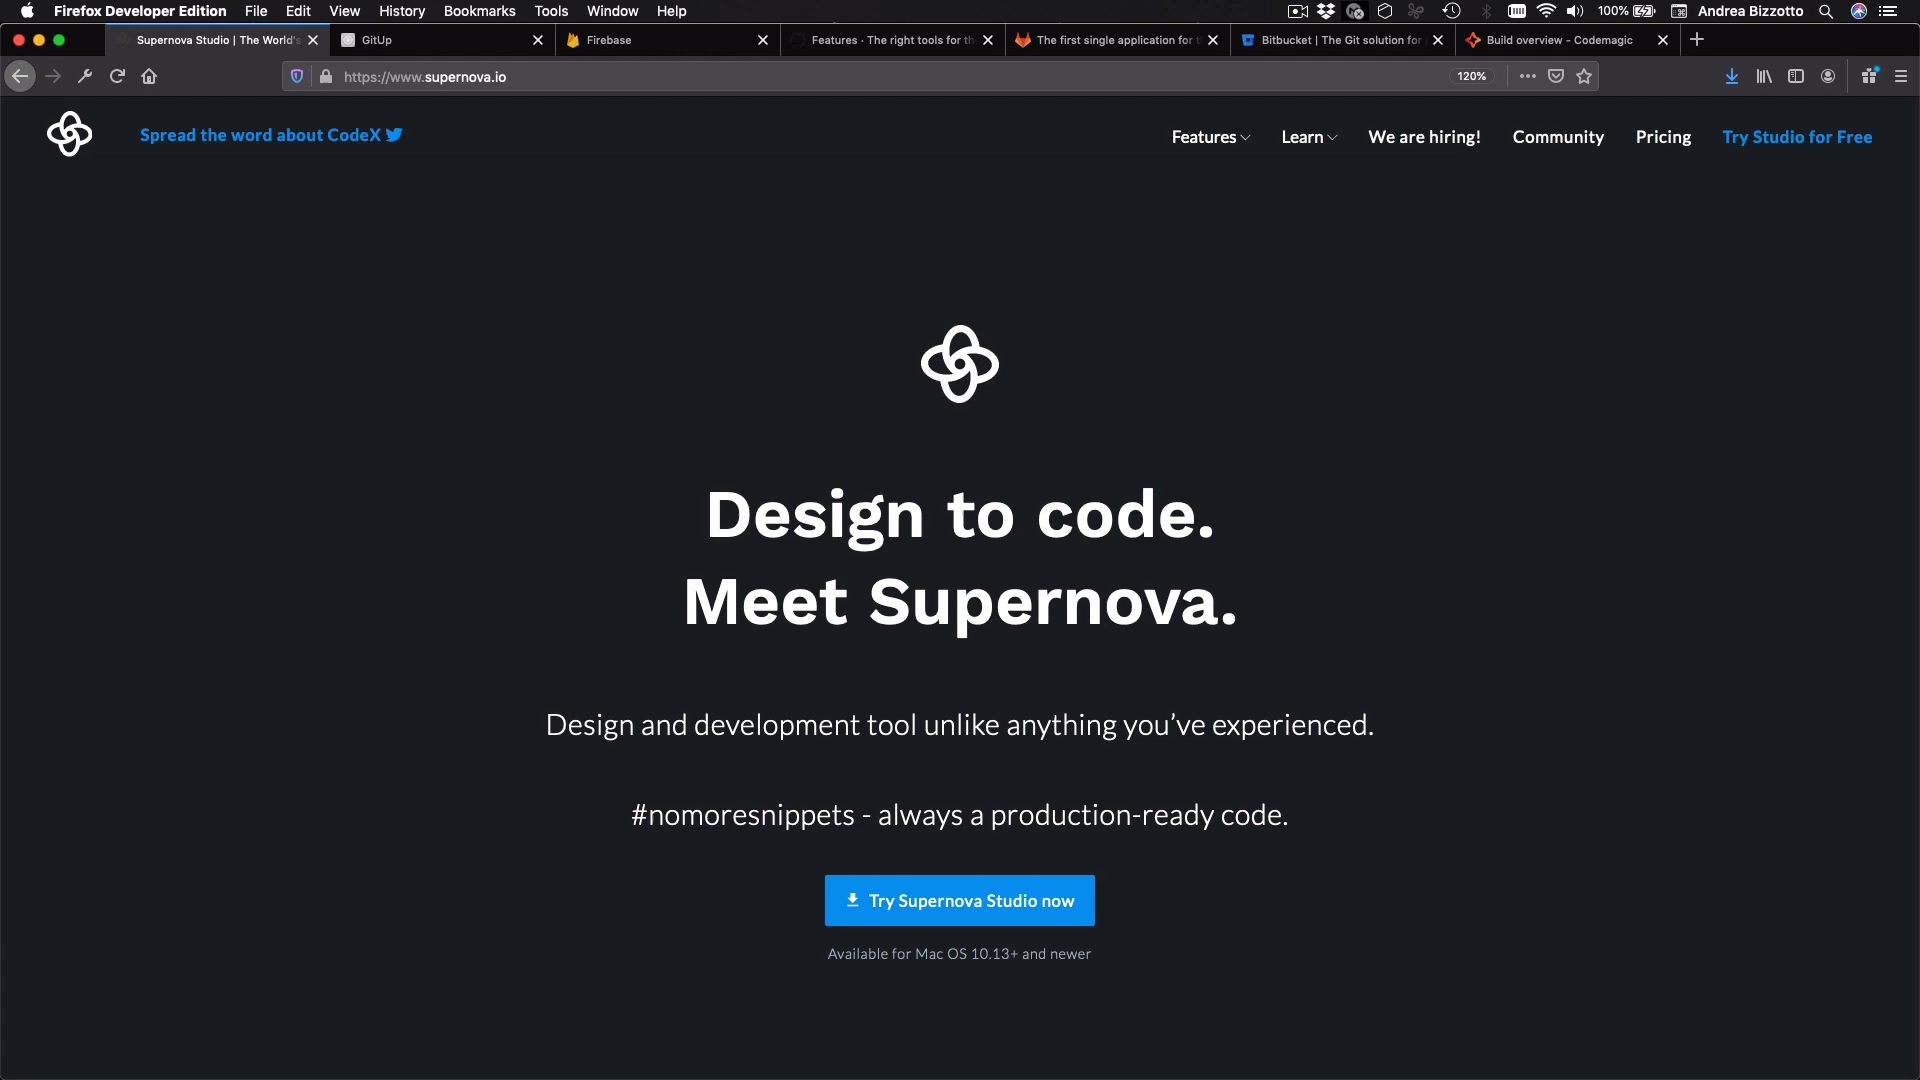 Firefox Developer Edition File Edit View History Bookmarks Tools Window Help 100% Andrea Bizzotto
Supernova Studio | The World's GitUp Firebase Features · The right tools for th The first single application for t Bitbucket | The Git solution for Build overview - Codemagic
https://www.supernova.io 120%
Spread the word about CodeX Features Learn We are hiring! Community Pricing Try Studio for Free
Design to code.
Meet Supernova.
Design and development tool unlike anything you’ve experienced.
#nomoresnippets - always a production-ready code.
Try Supernova Studio now
Available for Mac OS 10.13+ and newer